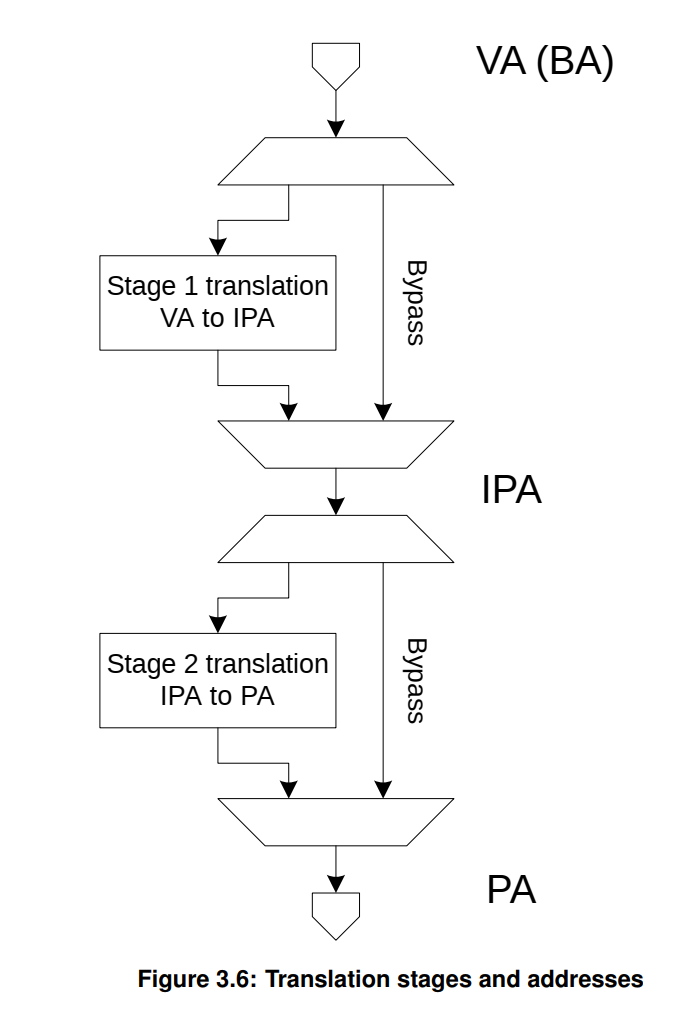 VA (BA)
Stage 1 translation
VA to IPA
Bypass
IPA
Stage 2 translation
IPA to PA
Bypass
PA
Figure 3.6: Translation stages and addresses